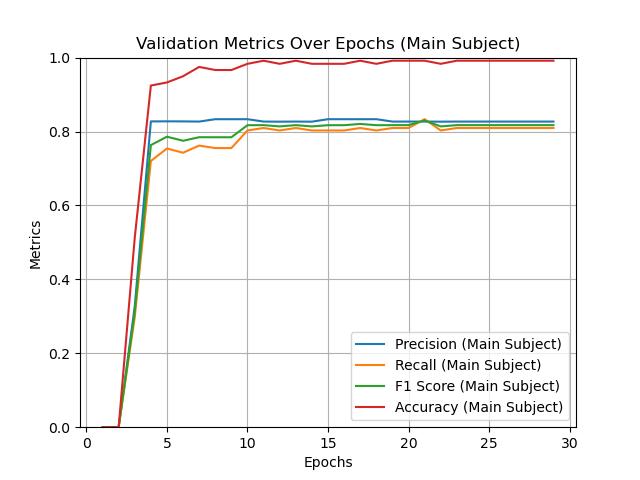 Validation Metrics Over Epochs (Main Subject)
1.0
0.8
0.6
0.4
0.2
0.0
Metrics
Precision (Main Subject)
Recall (Main Subject)
F1 Score (Main Subject)
Accuracy (Main Subject)
0 5 10 15 20 25 30
Epochs